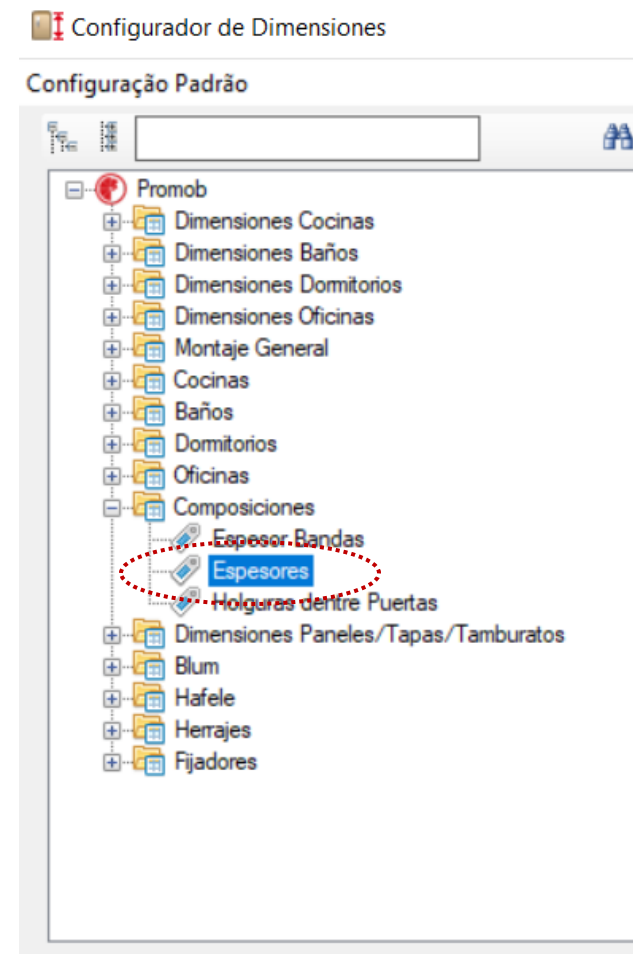 Configurador de Dimensiones
Configuração Padrão
Promob
Dimensiones Cocinas
Dimensiones Baños
Dimensiones Dormitorios
Dimensiones Oficinas
Montaje General
Cocinas
Baños
Dormitorios
Oficinas
Composiciones
Espesor Bandas
Espesores
Holguras dentre Puertas
Dimensiones Paneles/Tapas/Tamburatos
Blum
Hafele
Herrajes
Fijadores